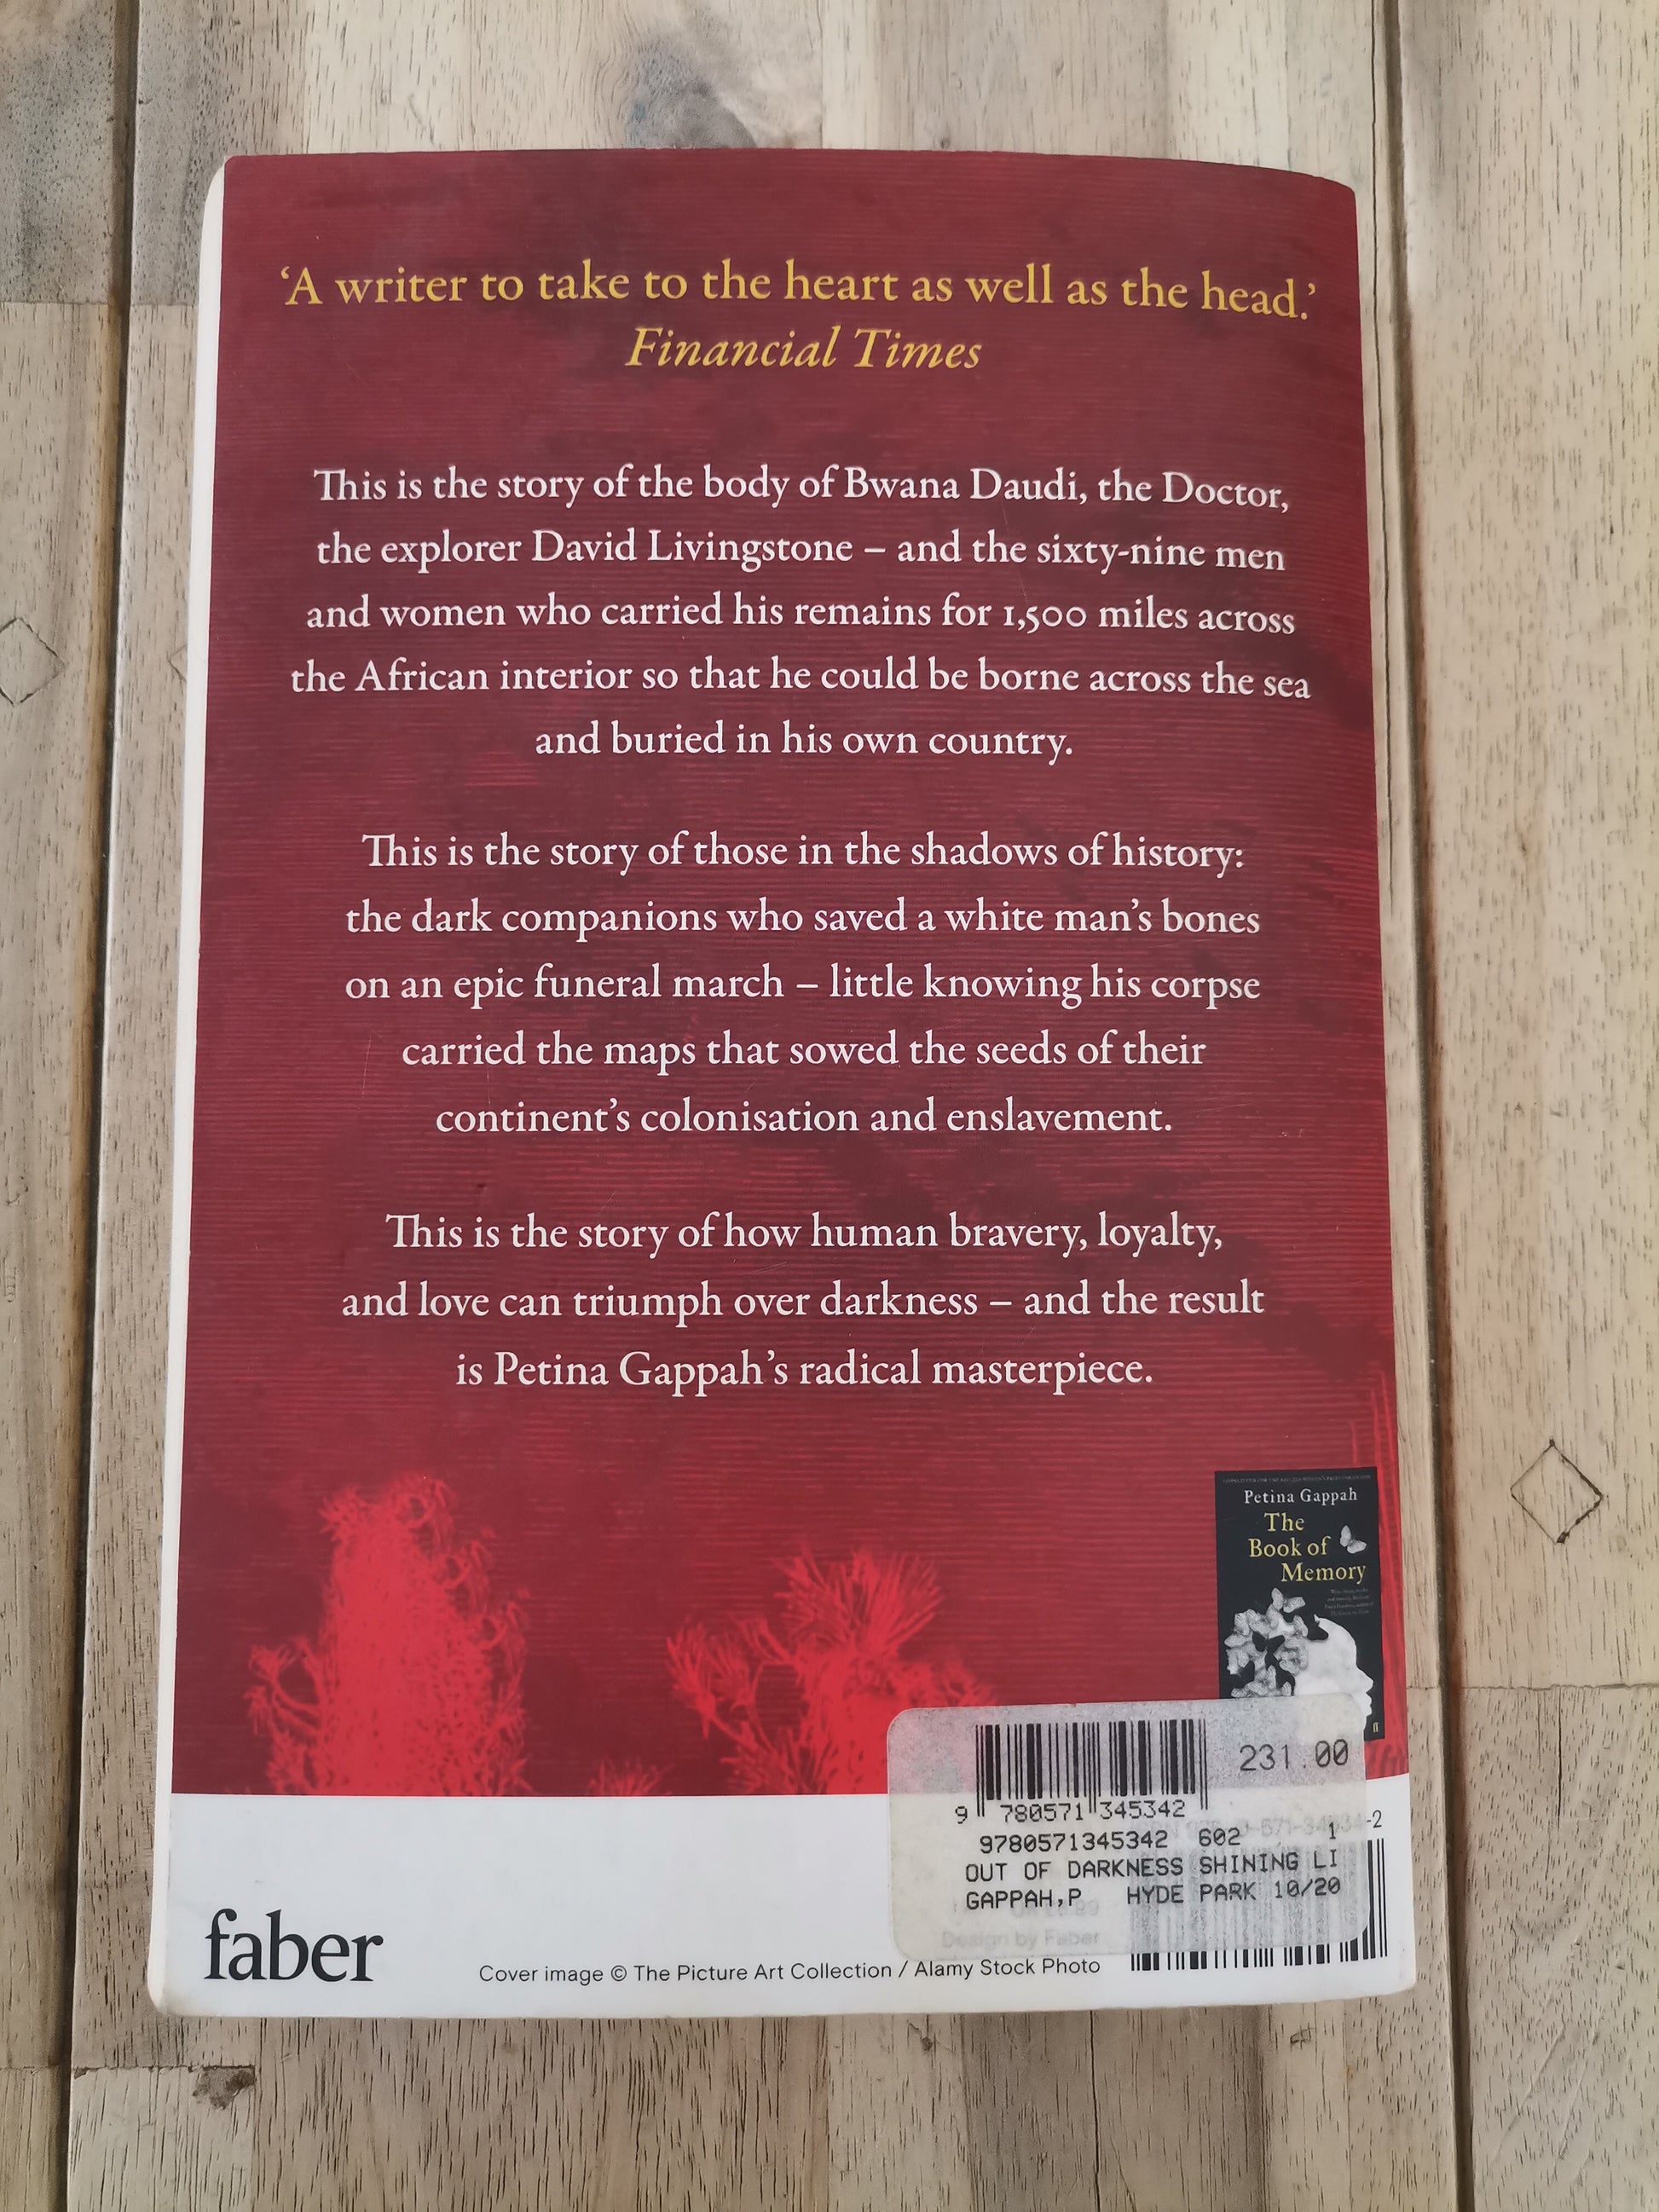 ‘A writer to take to the heart as well as the head.’
Financial Times
This is the story of the body of Bwana Daudi, the Doctor,
the explorer David Livingstone – and the sixty-nine men
and women who carried his remains for 1,500 miles across
the African interior so that he could be borne across the sea
and buried in his own country.
This is the story of those in the shadows of history:
the dark companions who saved a white man’s bones
on an epic funeral march – little knowing his corpse
carried the maps that sowed the seeds of their
continent’s colonisation and enslavement.
This is the story of how human bravery, loyalty,
and love can triumph over darkness – and the result
is Petina Gappah’s radical masterpiece.
Petina Gappah
The
Book of
Memory
231.00
9 780571 345342
9780571345342 602 1
OUT OF DARKNESS SHINING LI
GAPPAH,P HYDE PARK 10/20
-2
Design by Faber
faber
Cover image © The Picture Art Collection / Alamy Stock Photo